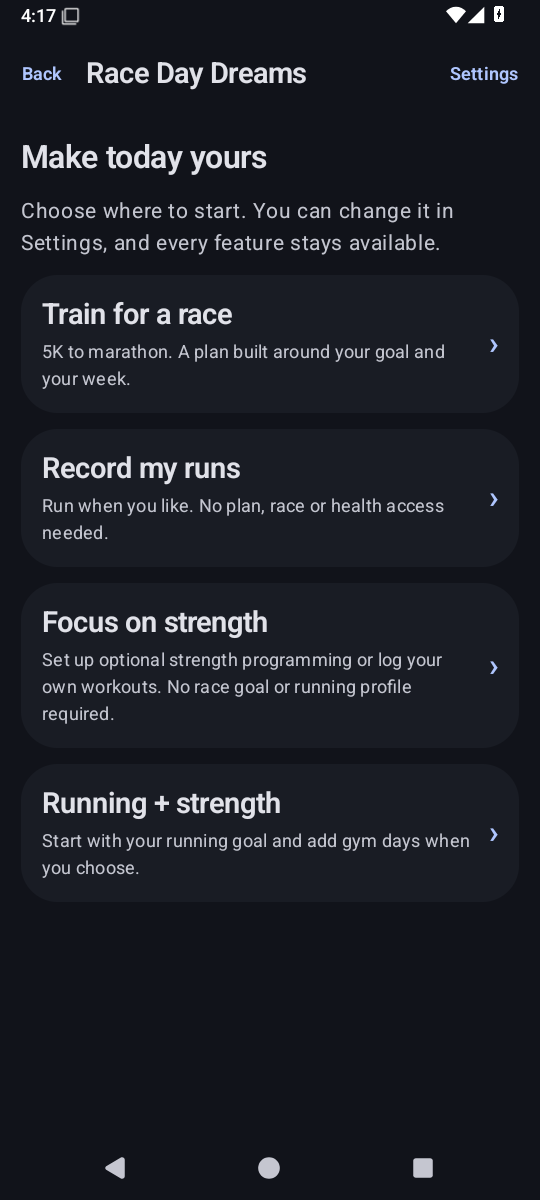 4:17
Back Race Day Dreams Settings
Make today yours
Choose where to start. You can change it in
Settings, and every feature stays available.
Train for a race
5K to marathon. A plan built around your goal and
your week.
Record my runs
Run when you like. No plan, race or health access
needed.
Focus on strength
Set up optional strength programming or log your
own workouts. No race goal or running profile
required.
Running + strength
Start with your running goal and add gym days when
you choose.